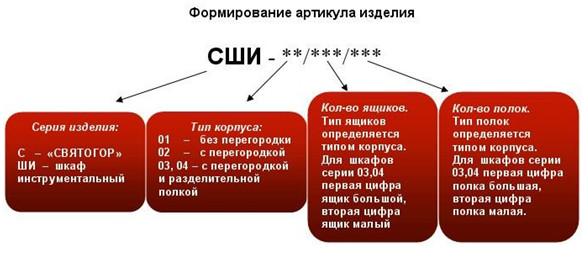 Формирование артикула изделия
СШИ - **/***/***
Серия изделия:
С – «СВЯТОГОР»
ШИ – шкаф
инструментальный
Тип корпуса:
01 – без перегородки
02 – с перегородкой
03, 04 – с перегородкой
и разделительной
полкой
Кол-во ящиков.
Тип ящиков
определяется
типом корпуса.
Для шкафов
серии 03,04
первая цифра
ящик большой,
вторая цифра
ящик малый
Кол-во полок.
Тип полок
определяется
типом корпуса.
Для шкафов серии
03,04 первая цифра
полка большая,
вторая цифра
полка малая.